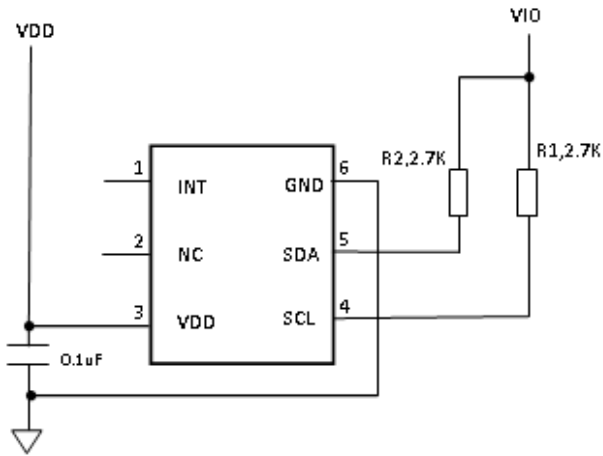 VDD
VIO
R2,2.7K
R1,2.7K
1
INT
GND
6
2
NC
SDA
5
3
VDD
SCL
4
0.1uF